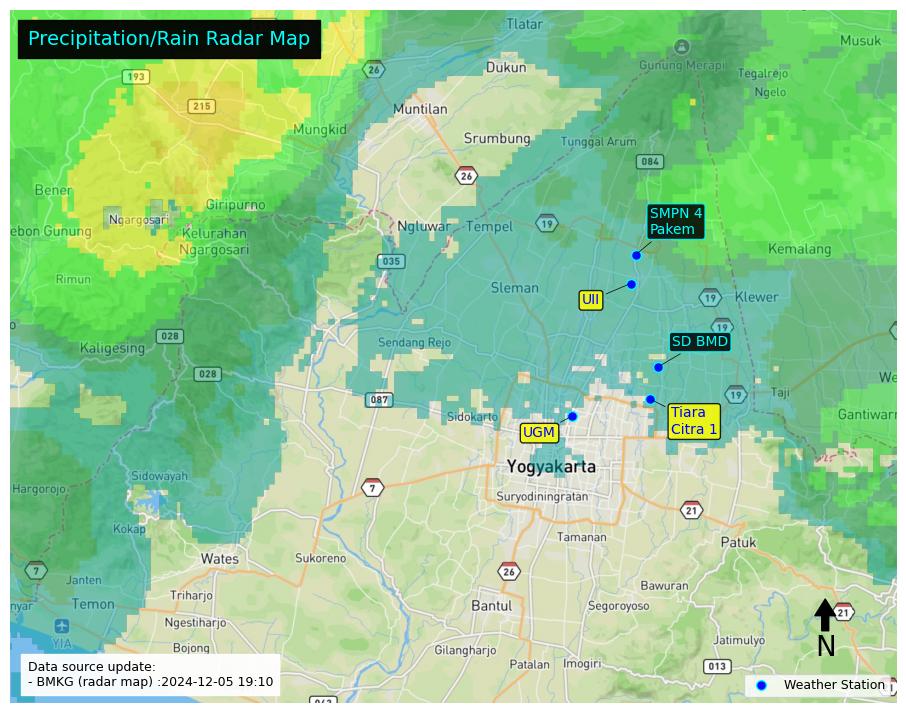 Precipitation/Rain Radar Map
Tlatar
Musuk
26
Gunung Merapi
Dukun
193
Tegalrejo
Ngelo
215
Muntilan
Mungkid
Srumbung
Tunggal Arum
084
26
Bener
Giripurno
SMPN 4
Pakem
Ngargosari
Ngluwar
Tempel
19
ebon Gunung
Kelurahan
Ngargosari
Kemalang
035
Rimun
Sleman
UII
19
Klewer
19
028
Kaligesing
Sendang Rejo
SD BMD
028
We
087
19
Taji
Sidokarto
Tiara
Citra 1
Gantiwarn
UGM
Yogyakarta
Sidowayah
Hargorojo
7
Suryodiningratan
21
Kokap
Tamanan
Patuk
Wates
Sukoreno
7
26
Janten
Bawuran
Triharjo
Temon
Bantul
Segoroyoso
21
nyar
Ngestiharjo
YIA
N
Jatimulyo
Bojong
Gilangharjo
Patalan
Imogiri
013
Data source update:
- BMKG (radar map) :2024-12-05 19:10
Weather Station